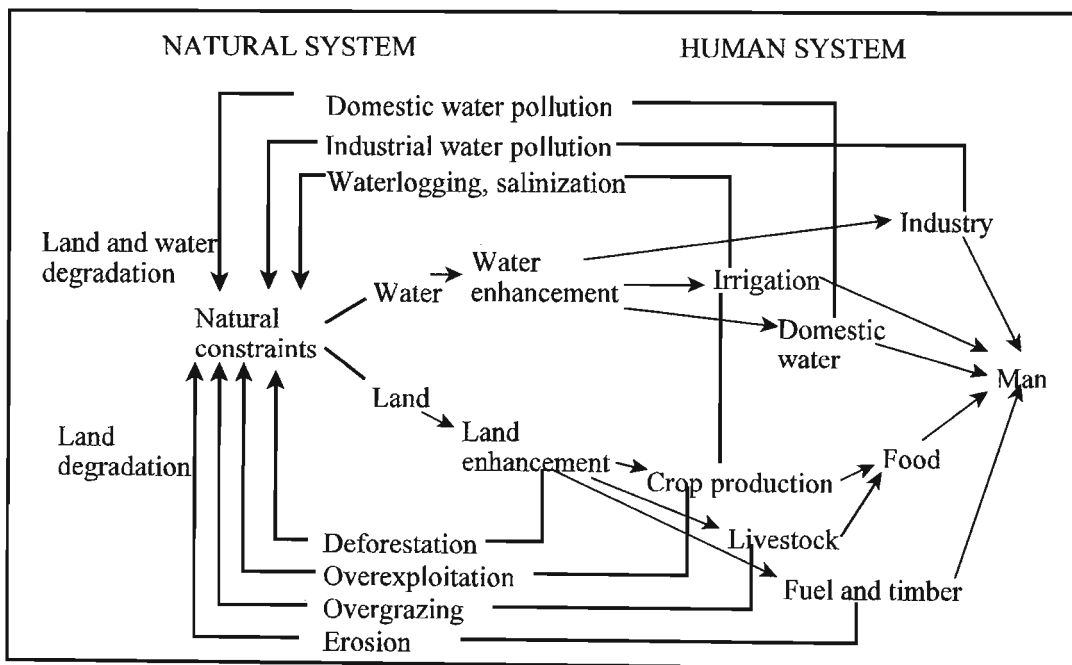 NATURAL SYSTEM
HUMAN SYSTEM
Domestic water pollution
Industrial water pollution
Waterlogging, salinization
Land and water
degradation
Industry
Water
Water
enhancement
Irrigation
Natural
constraints
Domestic
water
Man
Land
Land
degradation
Land
enhancement
Food
Crop production
Livestock
Deforestation
Overexploitation
Fuel and timber
Overgrazing
Erosion